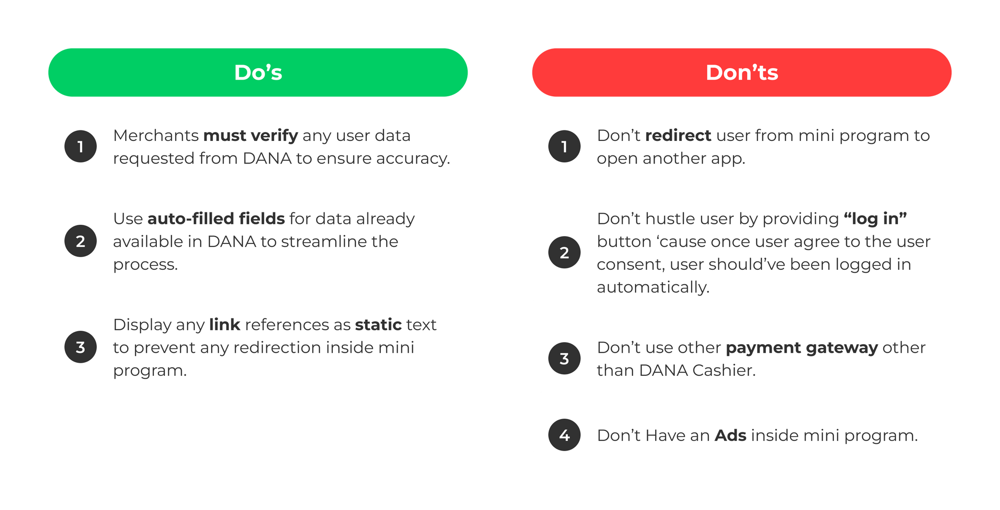 Do’s
1
Merchants must verify any user data
requested from DANA to ensure accuracy.
2
Use auto-filled fields for data already
available in DANA to streamline the
process.
3
Display any link references as static text
to prevent any redirection inside mini
program.
Don’ts
1
Don’t redirect user from mini program to
open another app.
2
Don’t hustle user by providing “log in”
button ‘cause once user agree to the user
consent, user should’ve been logged in
automatically.
3
Don’t use other payment gateway other
than DANA Cashier.
4
Don’t Have an Ads inside mini program.